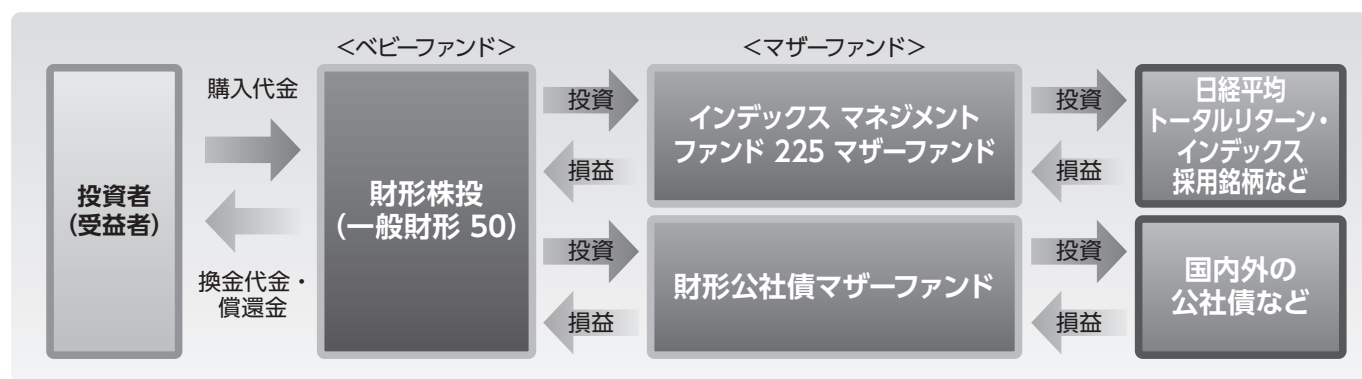 <ベビーファンド>
<マザーファンド>
投資者
(受益者)
購入代金
換金代金・
償還金
財形株投
(一般財形 50)
投資
損益
インデックス マネジメント
ファンド 225 マザーファンド
投資
損益
日経平均
トータルリターン・
インデックス
採用銘柄など
投資
損益
財形公社債マザーファンド
投資
損益
国内外の
公社債など